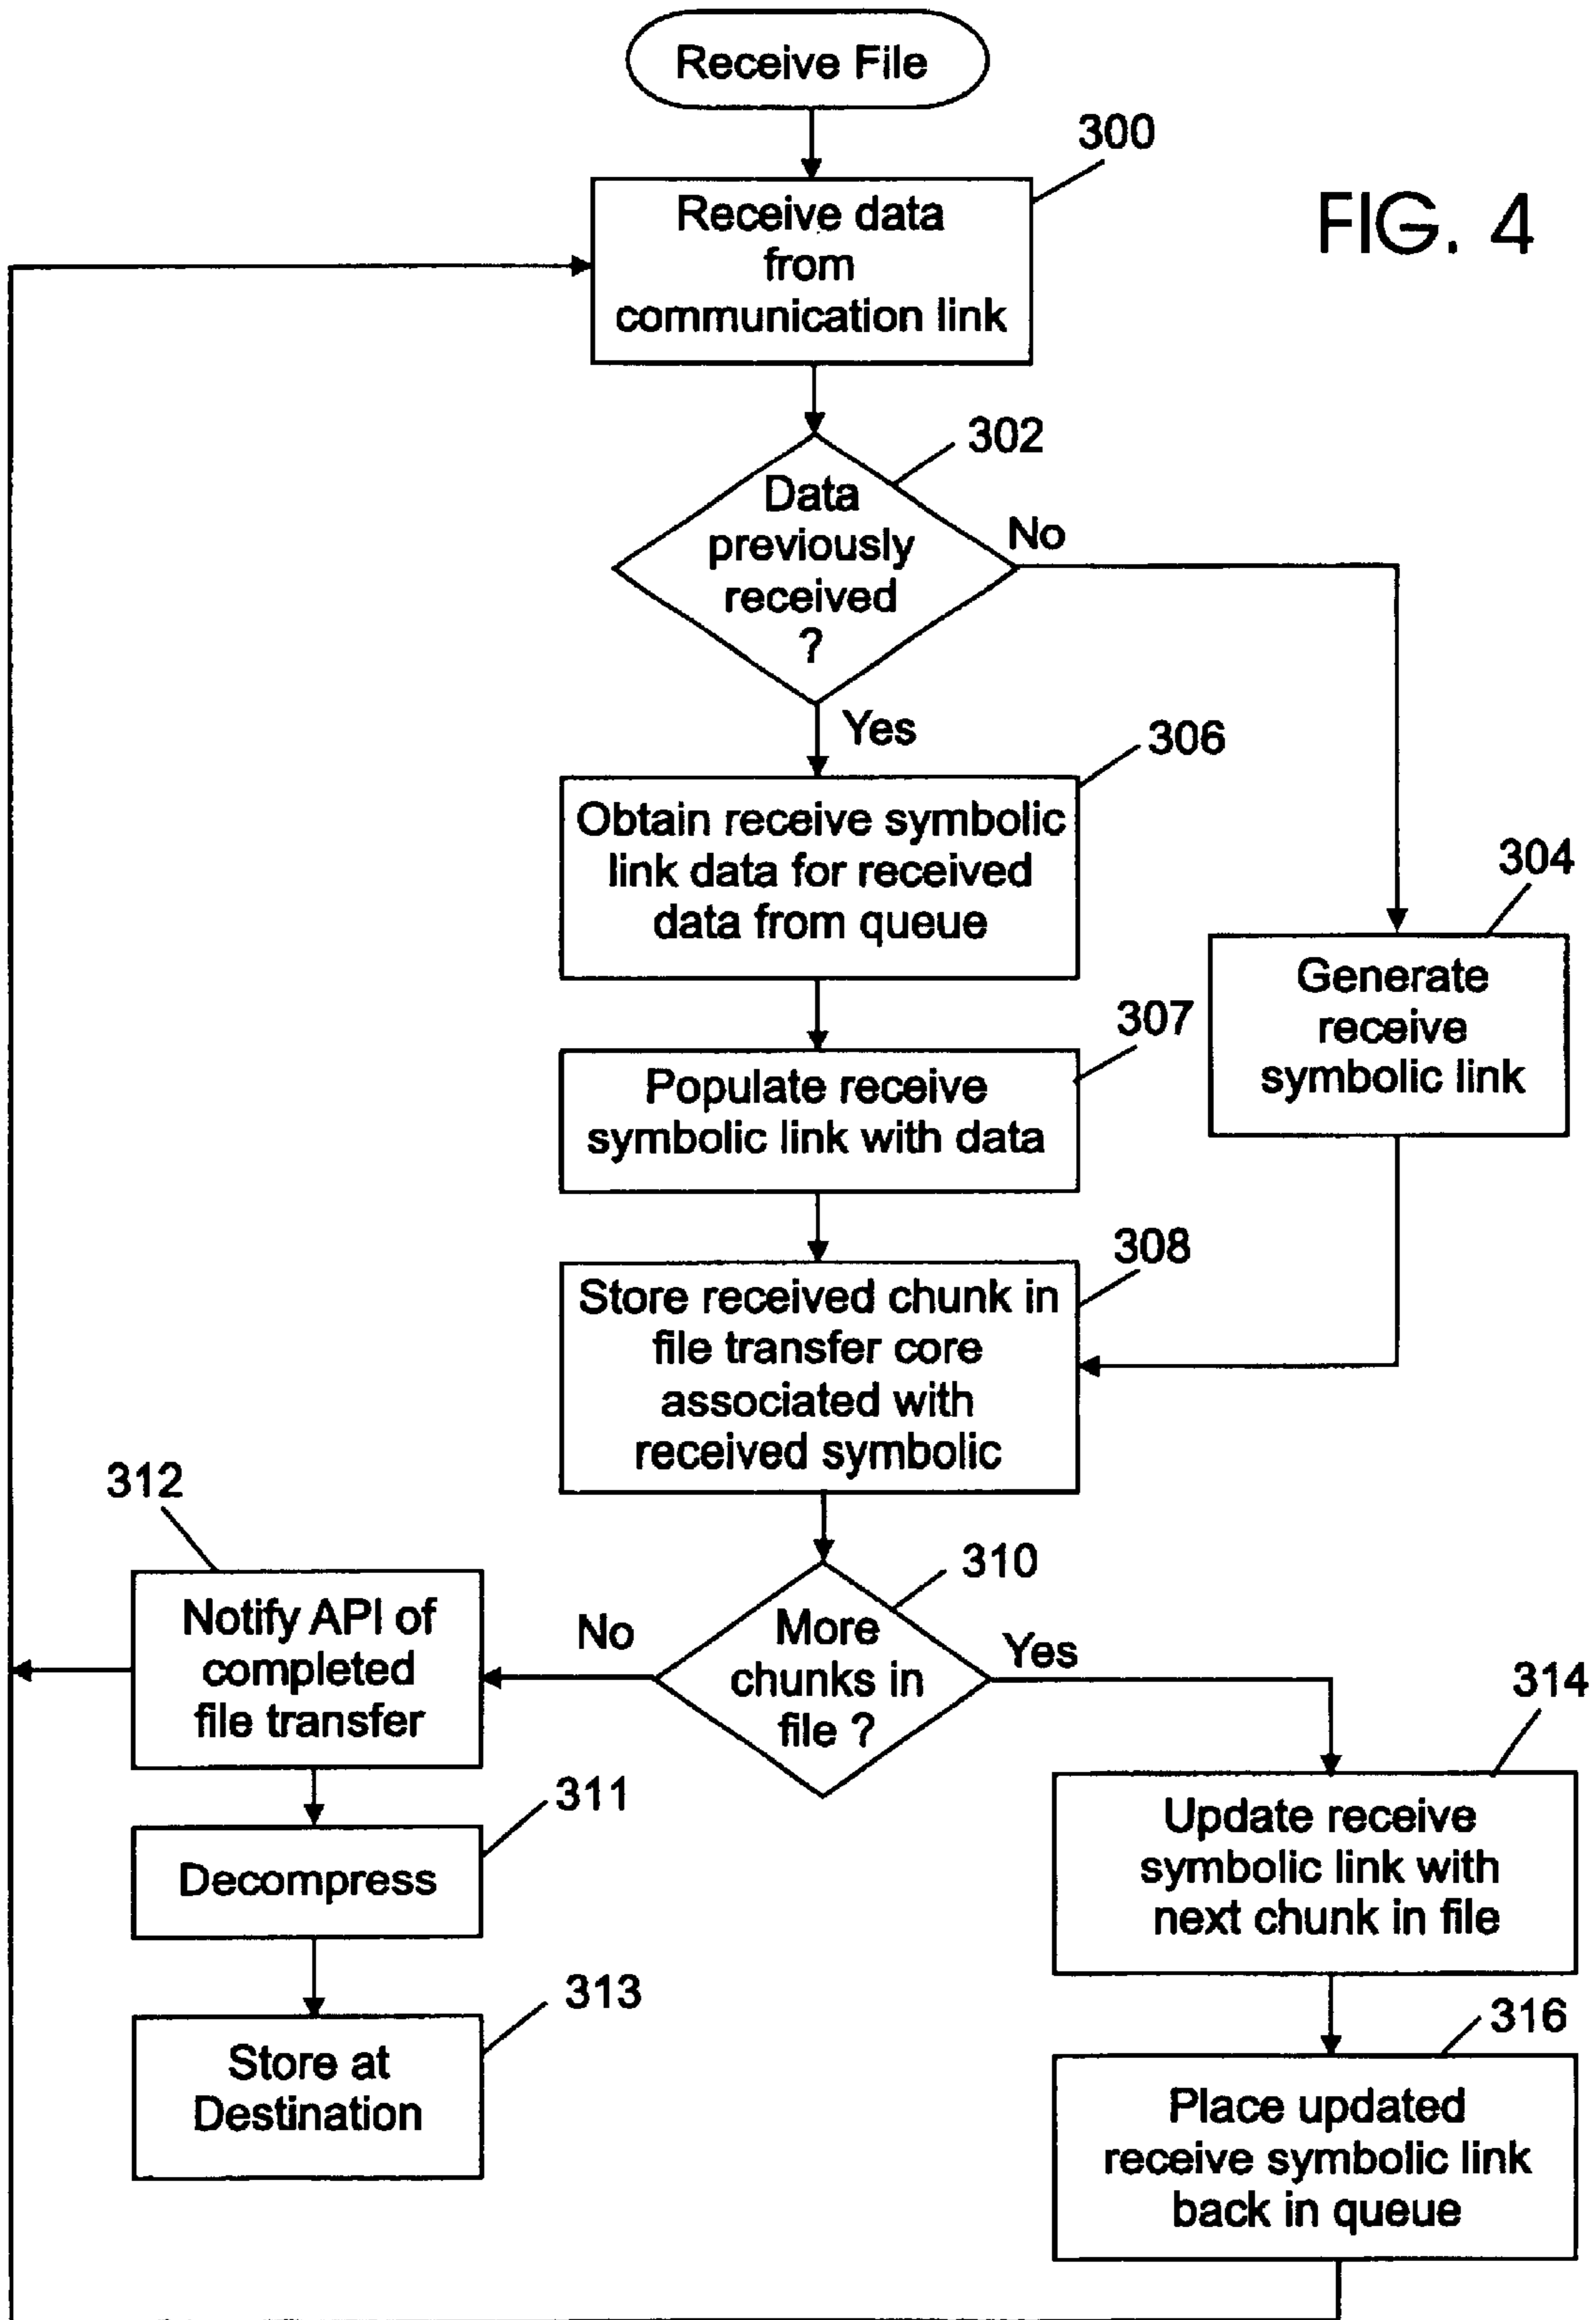 Receive File
300
FIG. 4
Receive data
from
communication link
302
Data
previously
received
?
No
Yes
306
Obtain receive symbolic
link data for received
data from queue
304
Generate
receive
symbolic link
307
Populate receive
symbolic link with data
308
Store received chunk in
file transfer core
associated with
received symbolic
312
Notify API of
completed
file transfer
No
310
More
chunks in
file ?
Yes
314
Update receive
symbolic link with
next chunk in file
311
Decompress
313
Store at
Destination
316
Place updated
receive symbolic link
back in queue